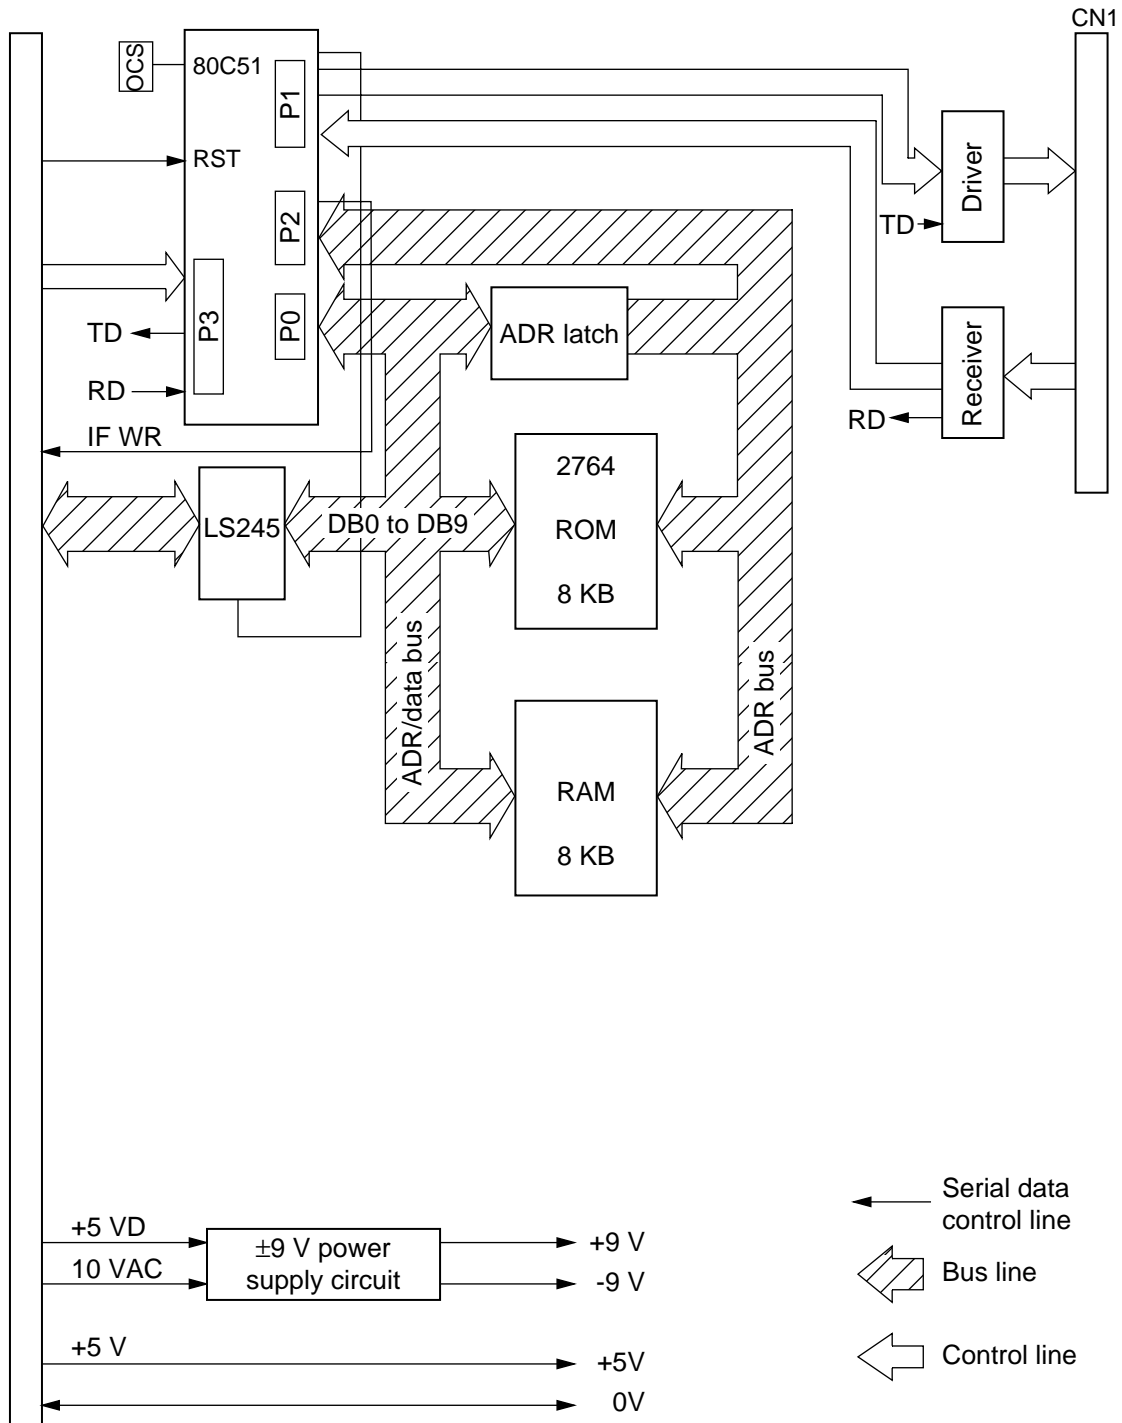 CN1
OCS
80C51
P1
RST
P2
Driver
TD
P3
P0
ADR latch
TD
RD
Receiver
RD
IF WR
2764
ROM
8 KB
LS245
DB0 to DB9
ADR/data bus
ADR bus
RAM
8 KB
Serial data
control line
+5 VD
±9 V power
supply circuit
+9 V
10 VAC
-9 V
Bus line
+5 V
+5V
Control line
0V